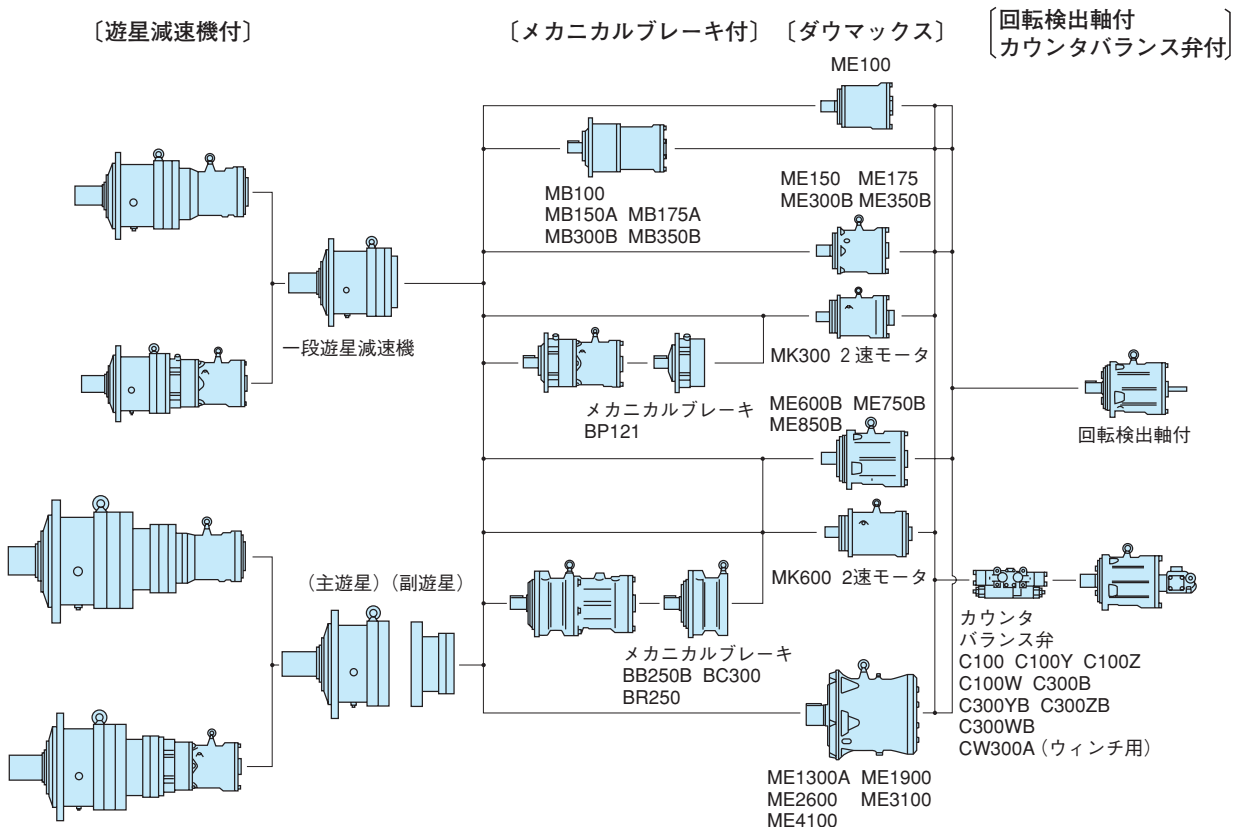 〔遊星減速機付〕
〔メカニカルブレーキ付〕
〔ダウマックス〕
〔回転検出軸付
カウンタバランス弁付〕
ME100
MB100
MB150A MB175A
MB300B MB350B
ME150 ME175
ME300B ME350B
一段遊星減速機
MK300 2速モータ
メカニカルブレーキ
BP121
ME600B ME750B
ME850B
回転検出軸付
MK600 2速モータ
(主遊星)(副遊星)
メカニカルブレーキ
BB250B BC300
BR250
カウンタ
バランス弁
C100 C100Y C100Z
C100W C300B
C300YB C300ZB
C300WB
CW300A(ウィンチ用)
ME1300A ME1900
ME2600 ME3100
ME4100